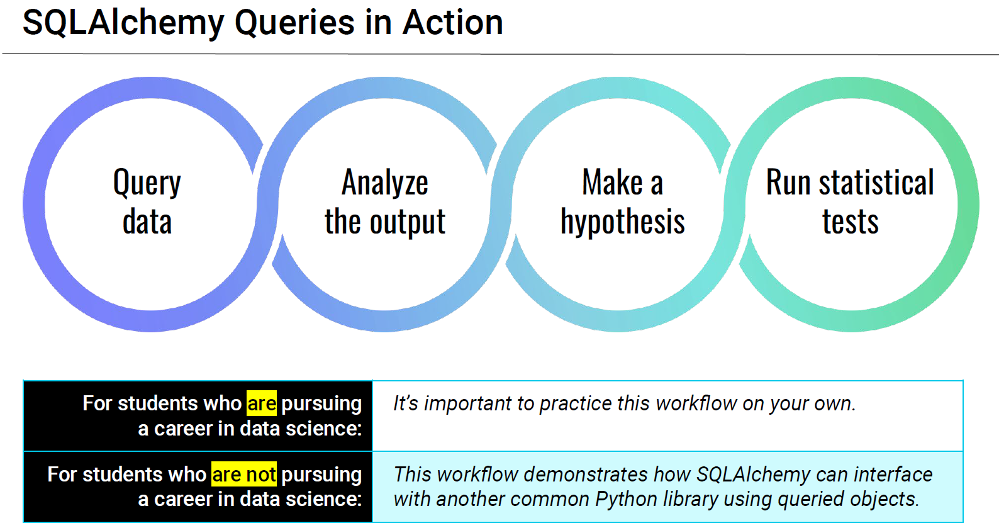 SQLAlchemy Queries in Action
Query
data
Analyze
the output
Make a
hypothesis
Run statistical
tests
For students who are pursuing
a career in data science:
It’s important to practice this workflow on your own.
For students who are not pursuing
a career in data science:
This workflow demonstrates how SQLAlchemy can interface
with another common Python library using queried objects.